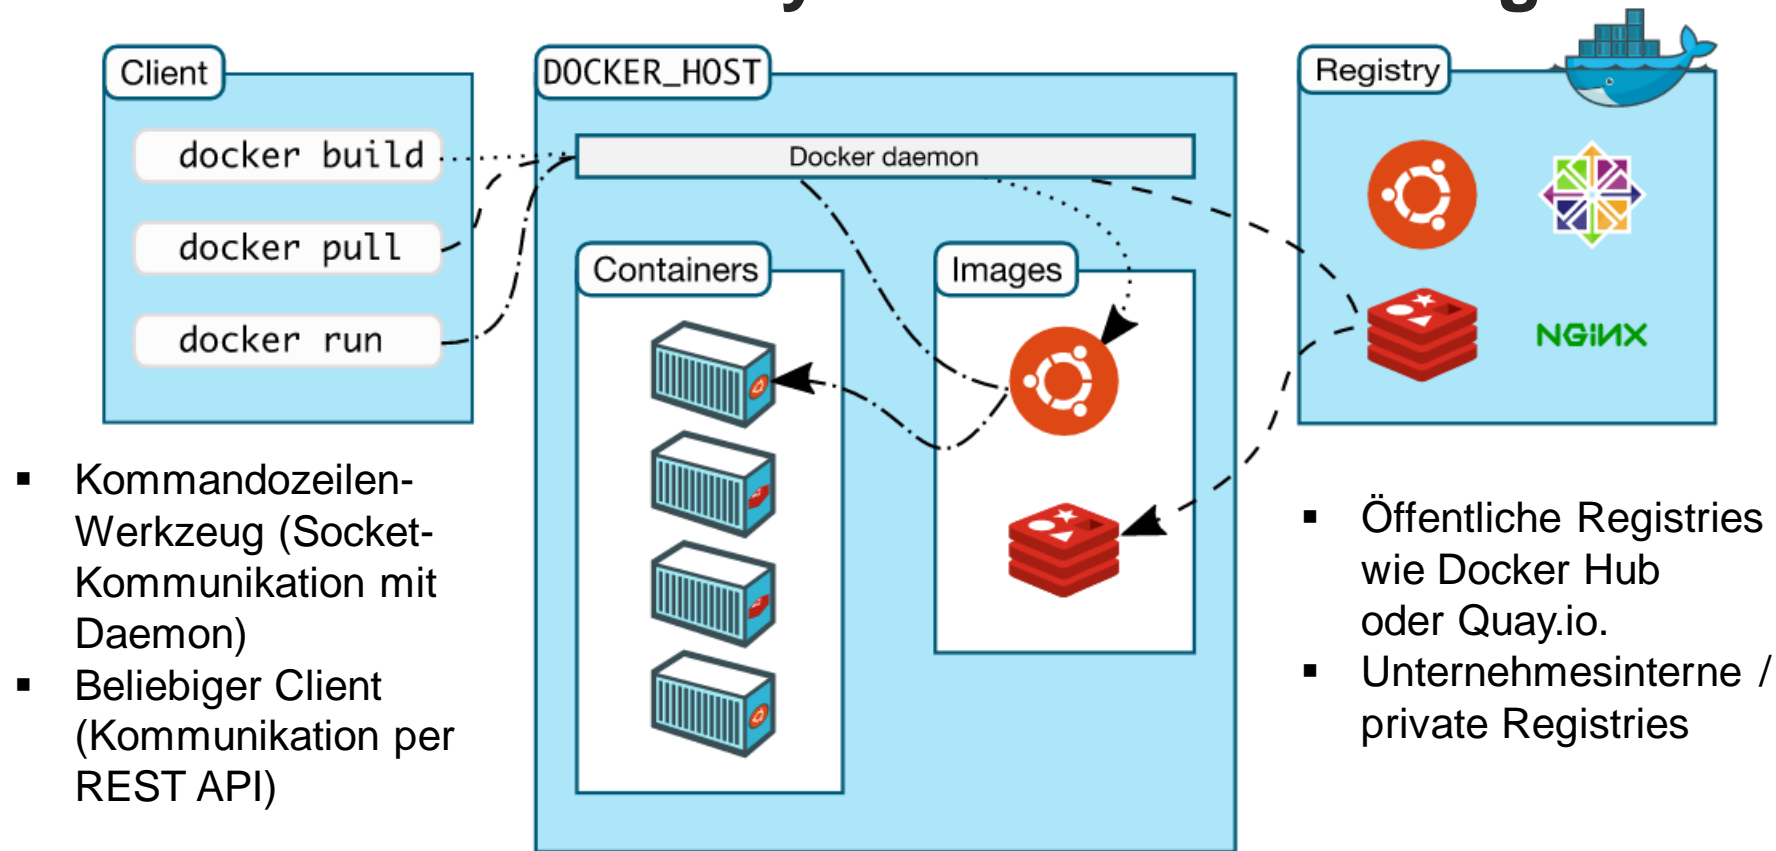 Client
docker build
docker pull
docker run
DOCKER_HOST
Docker daemon
Containers
Images
Registry
NGiNX
▪ Kommandozeilen-
Werkzeug (Socket-
Kommunikation mit
Daemon)
▪ Beliebiger Client
(Kommunikation per
REST API)
▪ Öffentliche Registries
wie Docker Hub
oder Quay.io.
▪ Unternehmesinterne /
private Registries